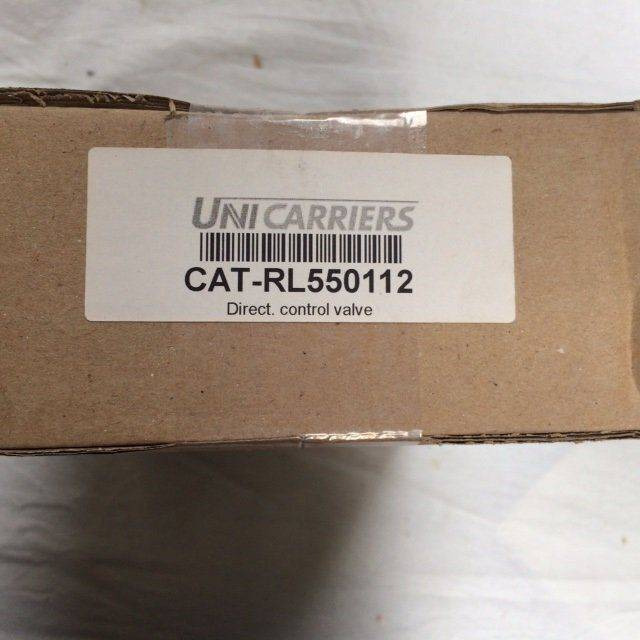 UNICARRIERS
CAT-RL550112
Direct. control valve